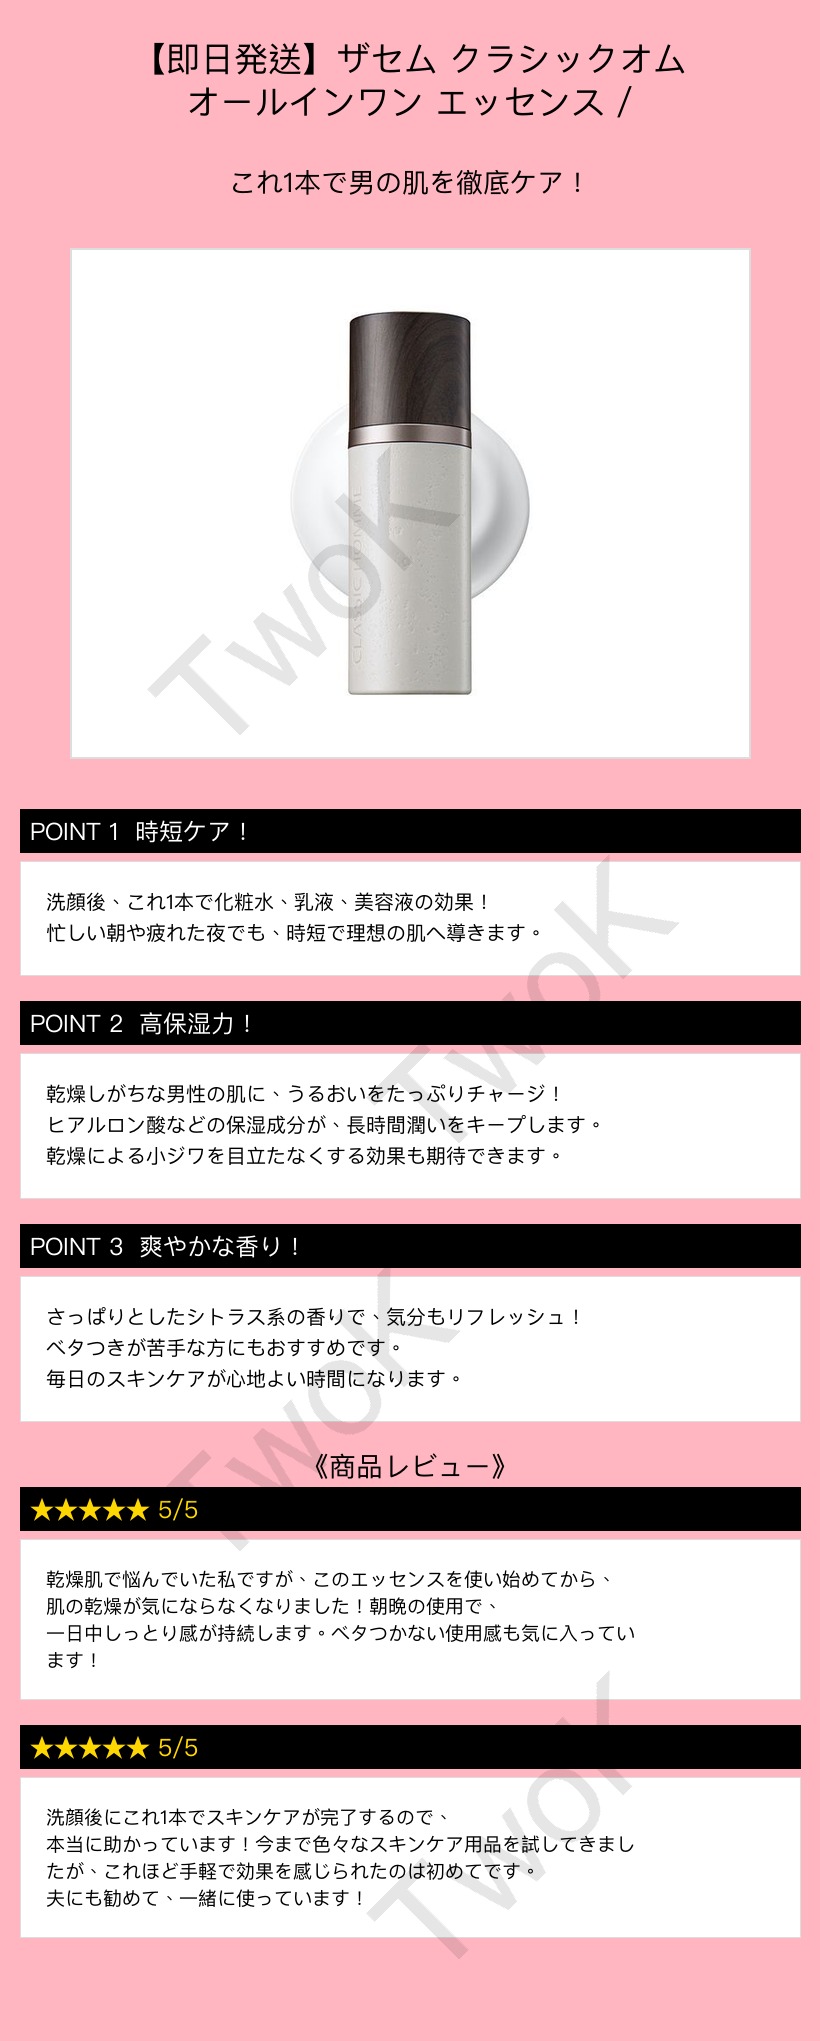 【即日発送】ザセム クラシックオム
オールインワン エッセンス /
これ1本で男の肌を徹底ケア！
CLASSIC HOMME
TwoK
POINT 1 時短ケア！
洗顔後、これ1本で化粧水、乳液、美容液の効果！
忙しい朝や疲れた夜でも、時短で理想の肌へ導きます。
TwoK
POINT 2 高保湿力！
乾燥しがちな男性の肌に、うるおいをたっぷりチャージ！
ヒアルロン酸などの保湿成分が、長時間潤いをキープします。
乾燥による小ジワを目立たなくする効果も期待できます。
POINT 3 爽やかな香り！
さっぱりとしたシトラス系の香りで、気分もリフレッシュ！
ベタつきが苦手な方にもおすすめです。
毎日のスキンケアが心地よい時間になります。
TwoK
《商品レビュー》
★★★★★ 5/5
乾燥肌で悩んでいた私ですが、このエッセンスを使い始めてから、
肌の乾燥が気にならなくなりました！朝晩の使用で、
一日中しっとり感が持続します。ベタつかない使用感も気に入ってい
ます！
★★★★★ 5/5
洗顔後にこれ1本でスキンケアが完了するので、
本当に助かっています！今まで色々なスキンケア用品を試してきまし
たが、これほど手軽で効果を感じられたのは初めてです。
夫にも勧めて、一緒に使っています！
TwoK